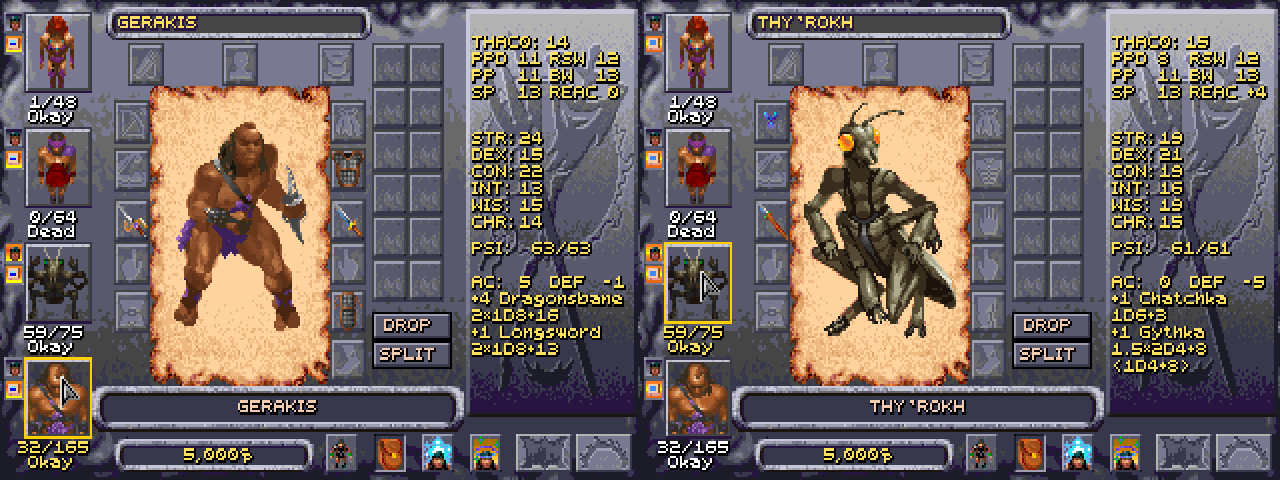 GERAKIS
1/48
Okay
0/64
Dead
59/75
Okay
32/165
Okay
THAC0: 14
PPD 11 RSW 12
PP 11 BW 13
SP 13 REAC 0
STR: 24
DEX: 15
CON: 22
INT: 13
WIS: 15
CHR: 14
PSI: 63/63
AC: 5 DEF -1
+4 Dragonsbane
2×1D8+16
+1 Longsword
2×1D8+13
DROP
SPLIT
GERAKIS
5,000
THY'ROKH
1/48
Okay
0/64
Dead
59/75
Okay
32/165
Okay
THAC0: 15
PPD 8 RSW 12
PP 11 BW 13
SP 13 REAC +4
STR: 19
DEX: 21
CON: 19
INT: 16
WIS: 19
CHR: 15
PSI: 61/61
AC: 0 DEF -5
+1 Chatchka
1D6+3
+1 Gythka
1.5×2D4+8
(1D4+8)
DROP
SPLIT
THY'ROKH
5,000